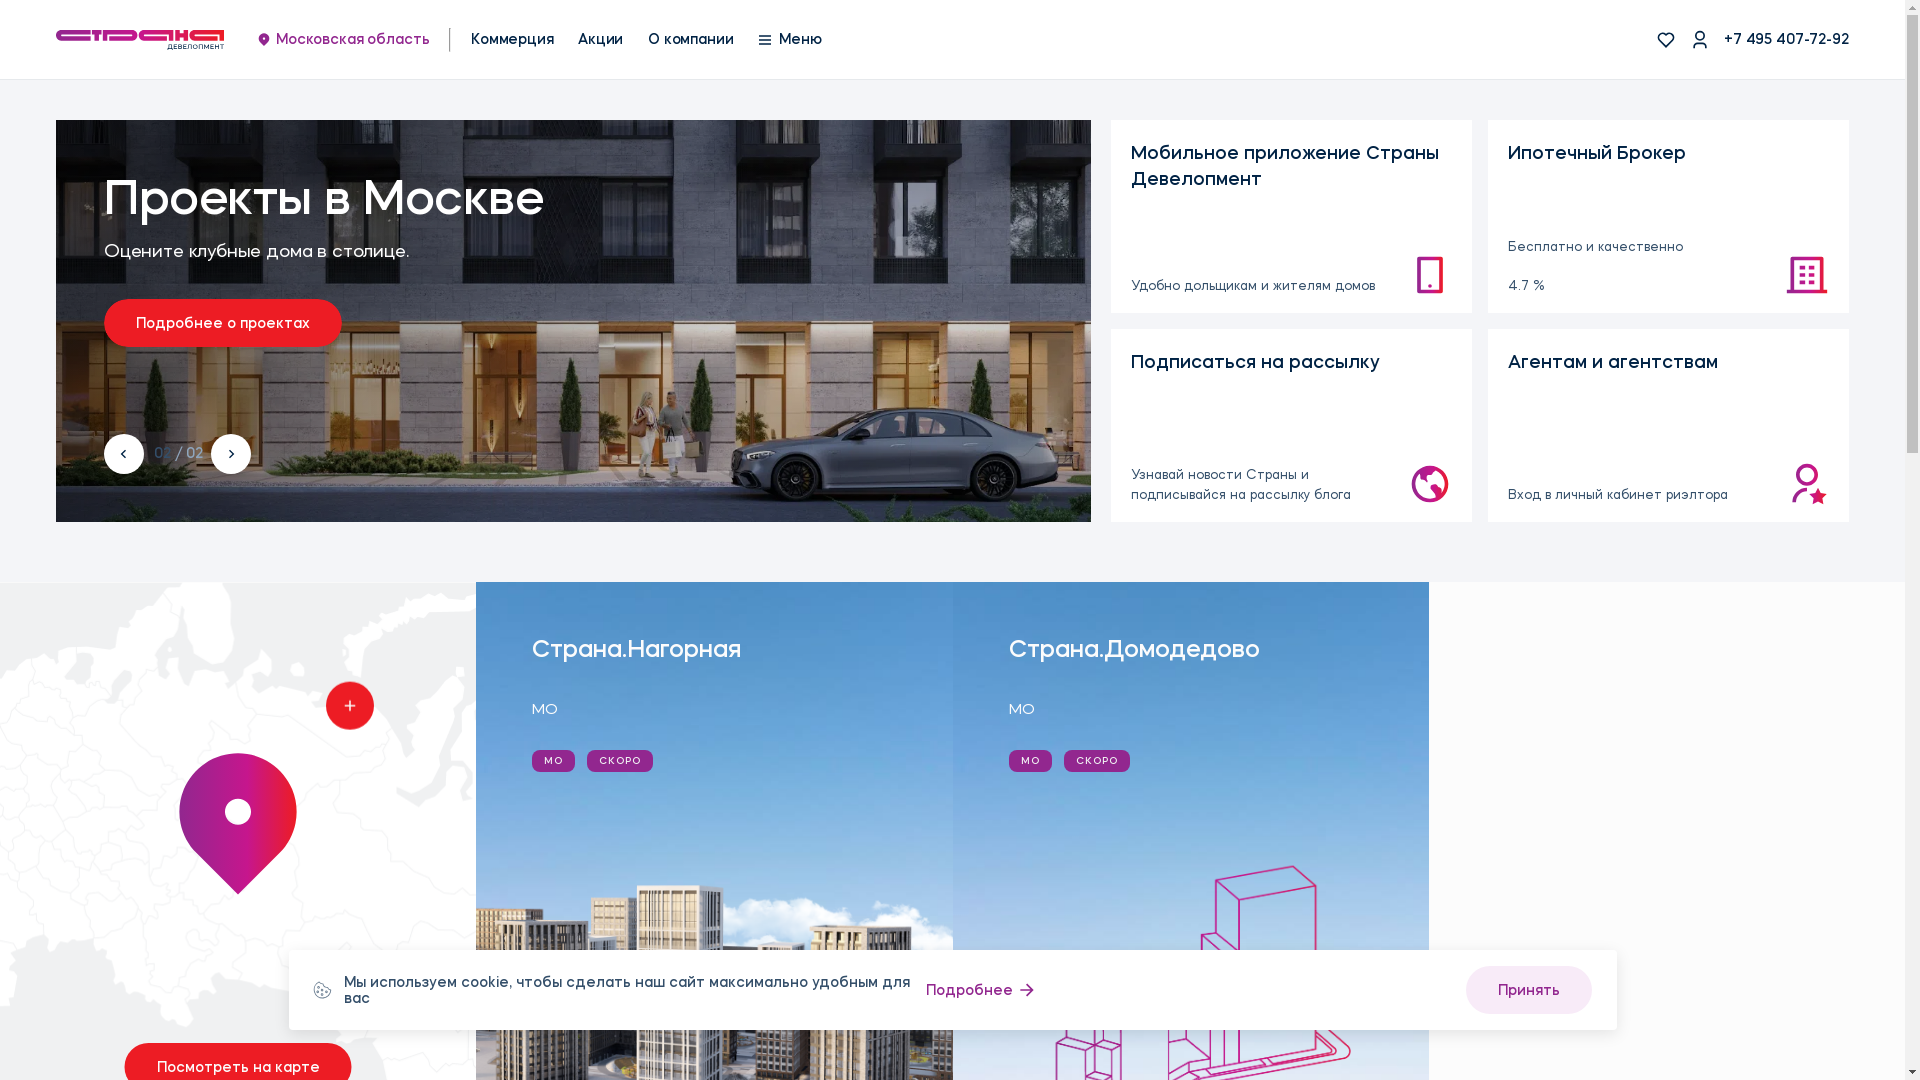 страна
ДЕВЕЛОПМЕНТ
Московская область
Коммерция
Акции
О компании
Меню
+7 495 407-72-92
Проекты в Москве
Оцените клубные дома в столице.
Подробнее о проектах
/ 02
Мобильное приложение Страны
Девелопмент
Удобно дольщикам и жителям домов
Ипотечный Брокер
Бесплатно и качественно
4.7 %
Подписаться на рассылку
Узнавай новости Страны и
подписывайся на рассылку блога
Агентам и агентствам
Вход в личный кабинет риэлтора
Посмотреть на карте
Страна.Нагорная
МО
МО
СКОРО
Страна.Домодедово
МО
МО
СКОРО
Мы используем cookie, чтобы сделать наш сайт максимально удобным для
вас
Подробнее
Принять